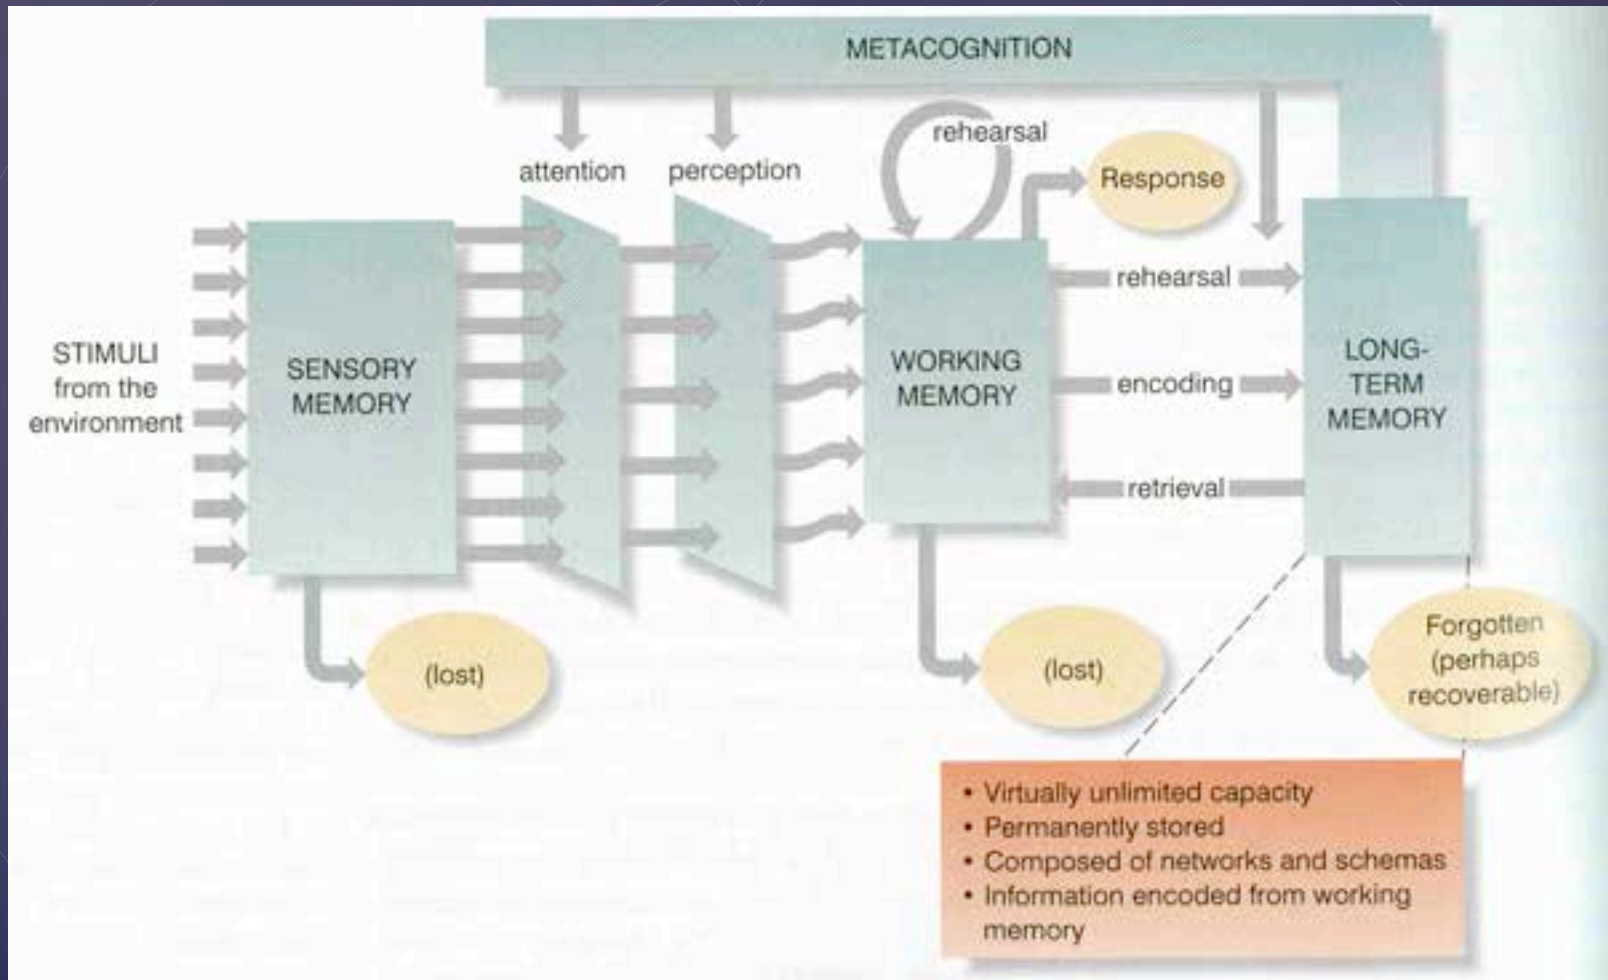 METACOGNITION
rehearsal
attention
perception
Response
STIMULI
from the
environment
SENSORY
MEMORY
WORKING
MEMORY
rehearsal
encoding
retrieval
LONG-
TERM
MEMORY
(lost)
(lost)
Forgotten
(perhaps
recoverable)
• Virtually unlimited capacity
• Permanently stored
• Composed of networks and schemas
• Information encoded from working
memory